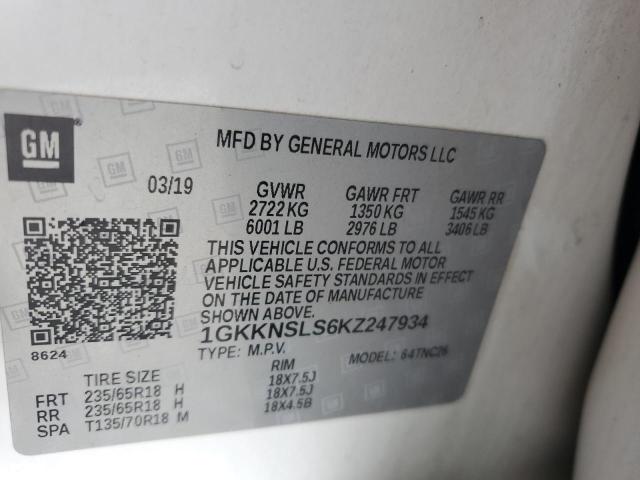 GM
MFD BY GENERAL MOTORS LLC
03/19
GVWR GAWR FRT GAWR RR
2722 KG 1350 KG 1545 KG
6001 LB 2976 LB 3406 LB
THIS VEHICLE CONFORMS TO ALL
APPLICABLE U.S. FEDERAL MOTOR
VEHICLE SAFETY STANDARDS IN EFFECT
ON THE DATE OF MANUFACTURE
SHOWN ABOVE.
1GKKNSLS6KZ247934
8624
TYPE: M.P.V. MODEL: 64TNC26
TIRE SIZE RIM
FRT 235/65R18 H 18X7.5J
RR 235/65R18 H 18X7.5J
SPA T135/70R18 M 18X4.5B